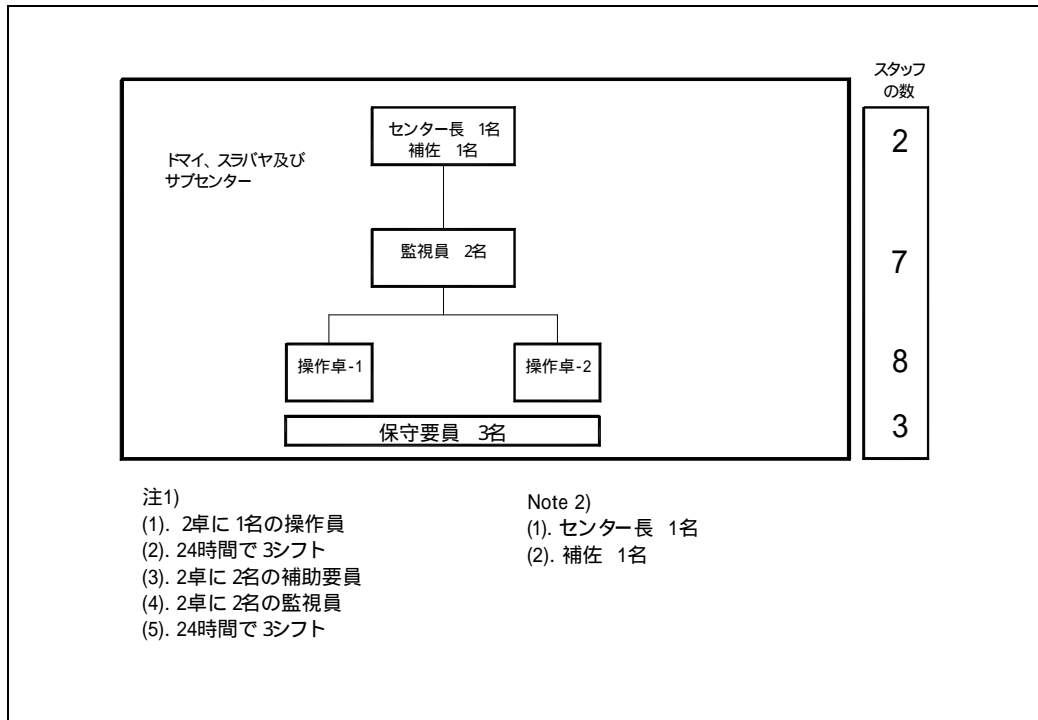 スタッフ
の数
センター長 1名
補佐 1名
2
ドマイ、スラバヤ及び
サブセンター
監視員 2名
7
操作卓-1
操作卓-2
8
保守要員 3名
3
注1)
(1). 2卓に 1名の操作員
(2). 24時間で 3シフト
(3). 2卓に 2名の補助要員
(4). 2卓に 2名の監視員
(5). 24時間で 3シフト
Note 2)
(1). センター長 1名
(2). 補佐 1名